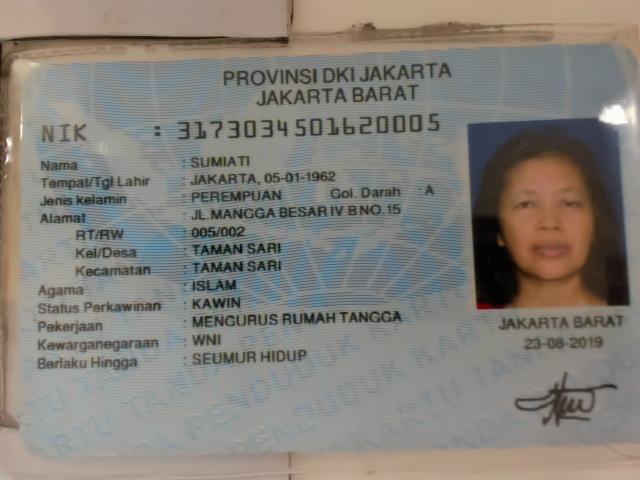 PROVINSI DKI JAKARTA
JAKARTA BARAT
NIK : 3173034501620005
Nama : SUMIATI
Tempat/Tgl Lahir : JAKARTA, 05-01-1962
Jenis kelamin : PEREMPUAN Gol. Darah : A
Alamat : JL.MANGGA BESAR IV B NO.15
RT/RW : 005/002
Kel/Desa : TAMAN SARI
Kecamatan : TAMAN SARI
Agama : ISLAM
Status Perkawinan : KAWIN
Pekerjaan : MENGURUS RUMAH TANGGA
Kewarganegaraan : WNI
Berlaku Hingga : SEUMUR HIDUP
JAKARTA BARAT
23-08-2019